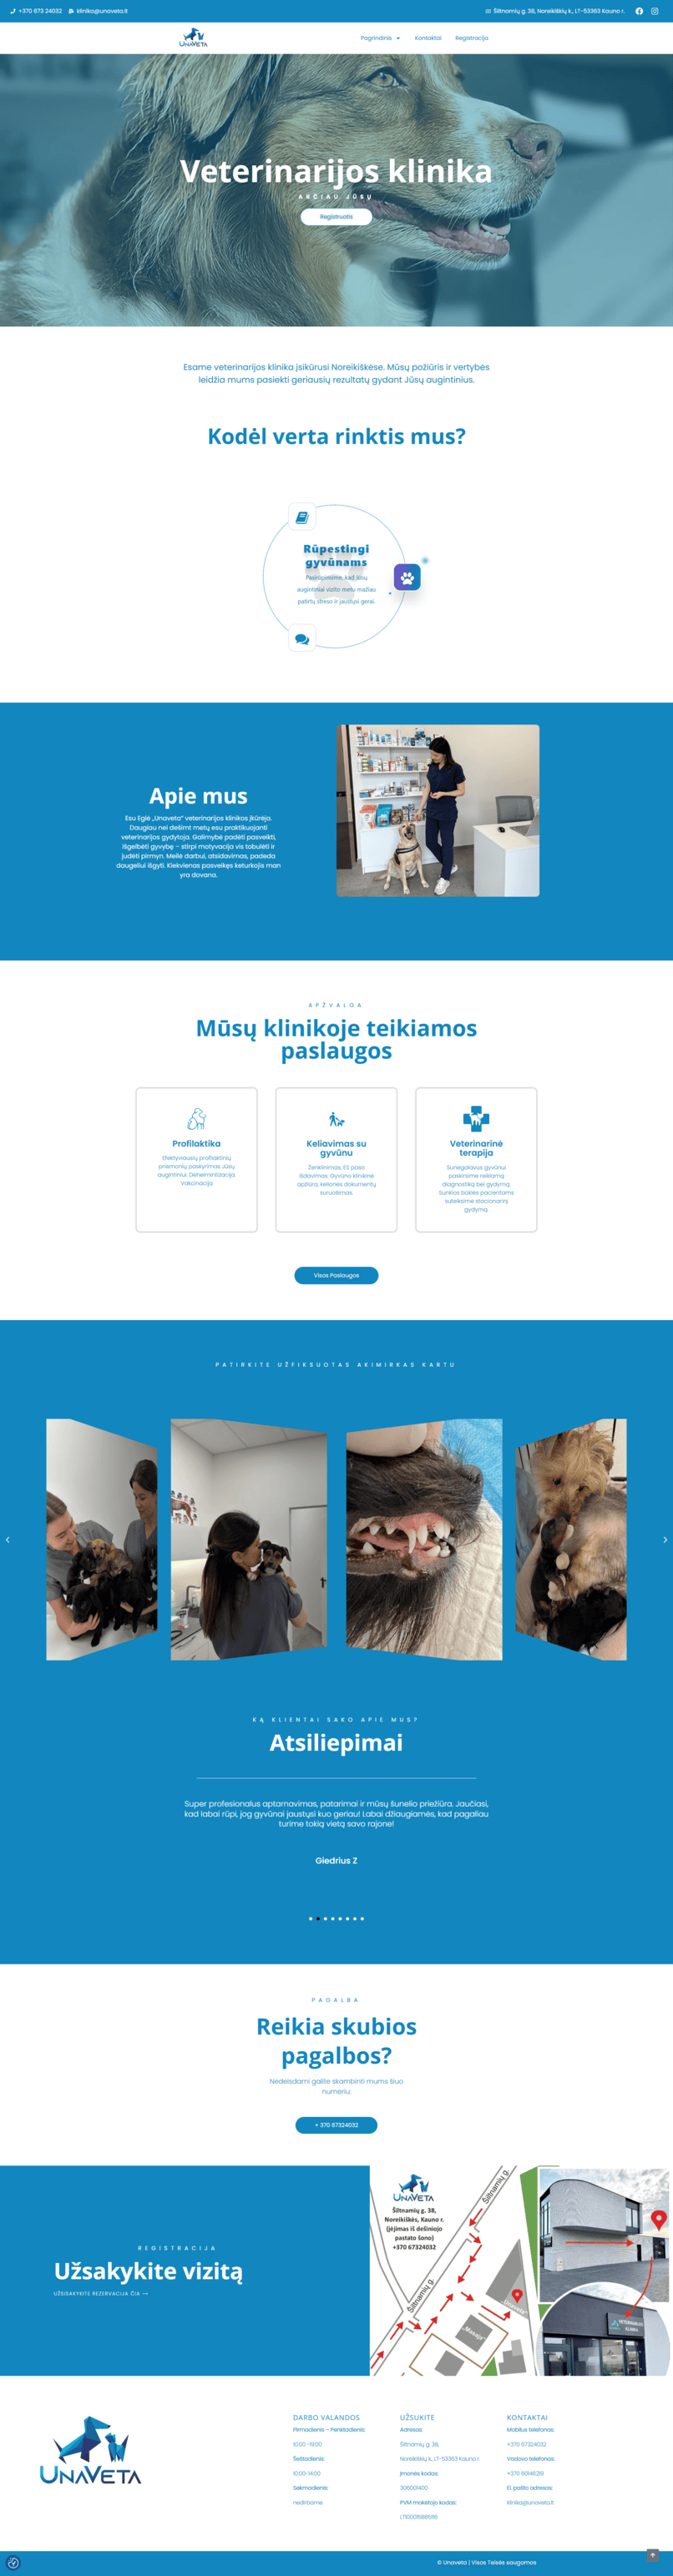 +370 673 24032 klinika@unaveta.lt
Šiltnamių g. 38, Noreikiškių k., LT-53363 Kauno r.
UNAVETA
Pagrindinis Kontaktai Registracija
Veterinarijos klinika
ARČIAU JŪSŲ
Registruotis
Esame veterinarijos klinika įsikūrusi Noreikiškėse. Mūsų požiūris ir vertybės
leidžia mums pasiekti geriausių rezultatų gydant Jūsų augintinius.
Kodėl verta rinktis mus?
Rūpestingi
gyvūnams
Pasirūpinsime, kad Jūsų
augintiniai vizito metu mažiau
patirtų streso ir jaustųsi gerai.
Apie mus
Esu Eglė „Unaveta" veterinarijos klinikos įkūrėja.
Daugiau nei dešimt metų esu praktikuojanti
veterinarijos gydytoja. Galimybė padėti pasveikti,
išgelbėti gyvybę – stirpi motyvacija vis tobulėti ir
judėti pirmyn. Meilė darbui, atsidavimas, padeda
daugeliui išgyti. Kiekvienas pasveikęs keturkojis man
yra dovana.
APŽVALGA
Mūsų klinikoje teikiamos
paslaugos
Profilaktika
Efektyviausių profilaktinių
priemonių paskyrimas Jūsų
augintiniui. Dehelmintizacija.
Vakcinacija
Keliavimas su
gyvūnu
Ženklinimas, ES paso
išdavimas. Gyvūno klinikinė
apžiūra, kelionės dokumentų
suruošimas.
Veterinarinė
terapija
Sunegalavus gyvūnui
paskirsime reikiamą
diagnostiką bei gydymą.
Sunkios būklės pacientams
suteiksime stacionarinį
gydymą.
Visos Paslaugos
PATIRKITE UŽFIKSUOTAS AKIMIRKAS KARTU
KĄ KLIENTAI SAKO APIE MUS?
Atsiliepimai
Super profesionalus aptarnavimas, patarimai ir mūsų šunelio priežiūra. Jaučiasi,
kad labai rūpi, jog gyvūnai jaustųsi kuo geriau! Labai džiaugiamės, kad pagaliau
turime tokią vietą savo rajone!
Giedrius Z
PAGALBA
Reikia skubios
pagalbos?
Nedelsdami galite skambinti mums šiuo
numeriu:
+ 370 67324032
REGISTRACIJA
Užsakykite vizitą
UŽSISAKYKITE REZERVACIJĄ ČIA
UNAVETA
Šiltnamių g. 38,
Noreikiškės, Kauno r.
(įėjimas iš dešiniojo
pastato šono)
+370 67324032
Šiltnamių g.
Šiltnamių g.
„Unaveta"
„Maxoja"
VETERINARIJOS
KLINIKA
UNAVETA
DARBO VALANDOS
Pirmadienis – Penktadienis:
10:00 -19:00
Šeštadienis:
10:00-14:00
Sekmadienis:
nedirbame
UŽSUKITE
Adresas:
Šiltnamių g. 38,
Noreikiškių k., LT-53363 Kauno r.
Įmonės kodas:
306001400
PVM mokėtojo kodas:
KONTAKTAI
Mobilus telefonas:
+370 67324032
Vadovo telefonas:
El. pašto adresas:
klinika@unaveta.lt
© Unaveta | Visos Teisės saugomos